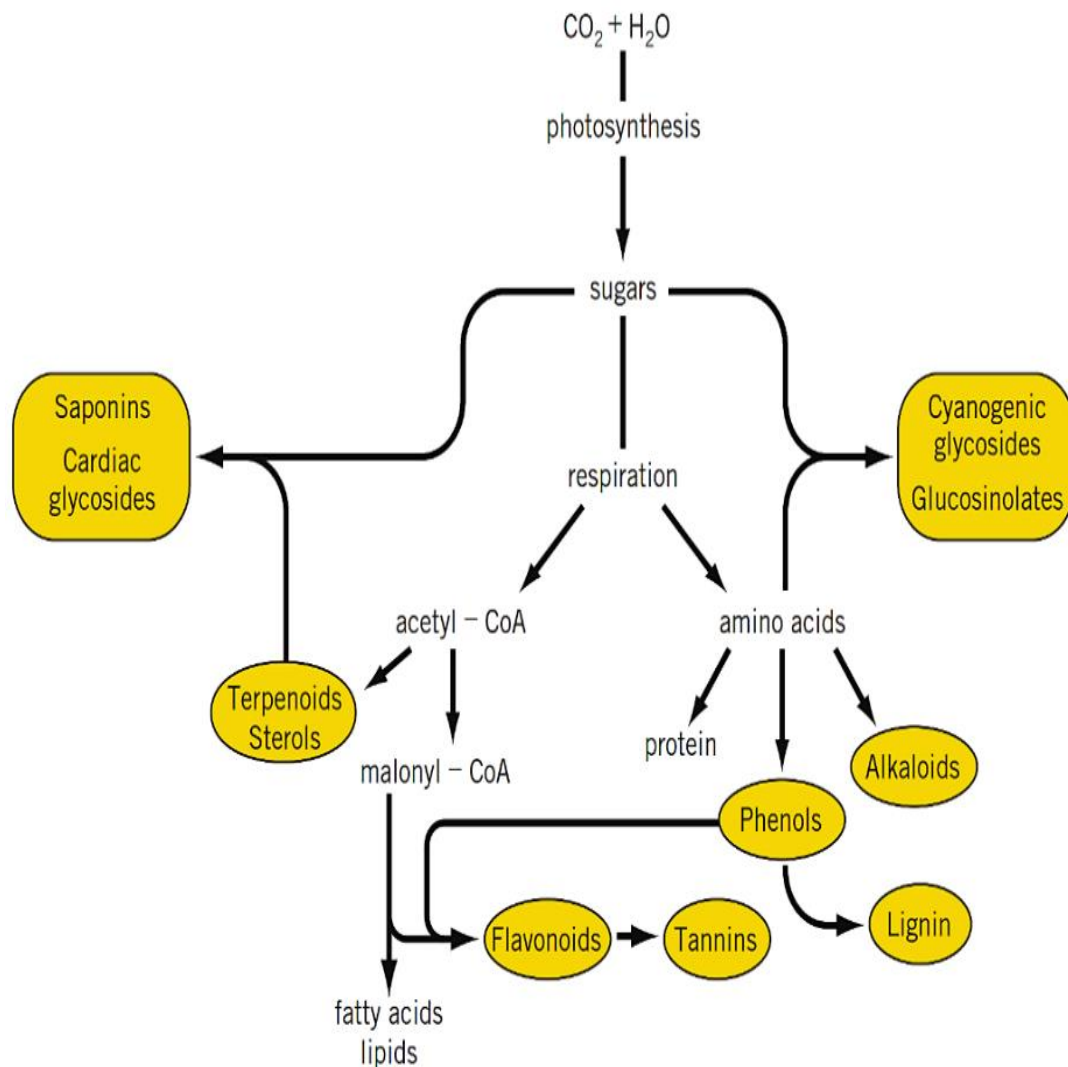 CO₂ + H₂O
photosynthesis
sugars
Saponins
Cardiac
glycosides
Cyanogenic
glycosides
Glucosinolates
respiration
acetyl – CoA
amino acids
Terpenoids
Sterols
protein
Alkaloids
malonyl – CoA
Phenols
Flavonoids
Tannins
Lignin
fatty acids
lipids